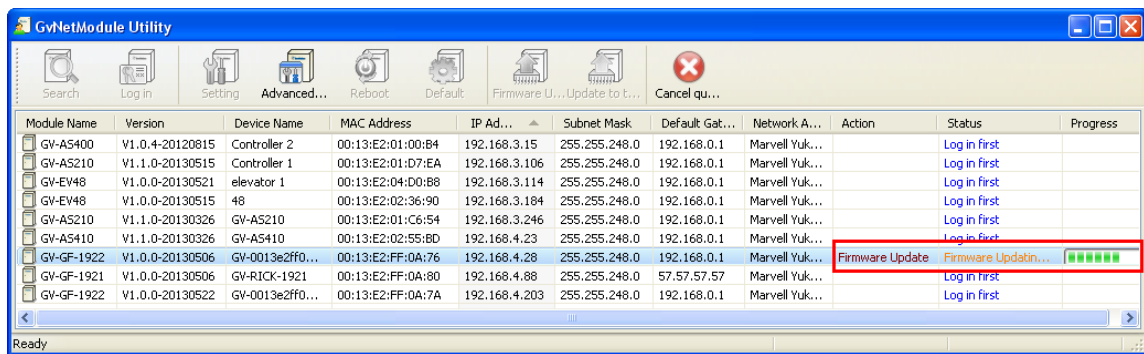 GvNetModule Utility
Search Log in Setting Advanced... Reboot Default Firmware U... Update to t... Cancel qu...
Module Name Version Device Name MAC Address IP Ad... Subnet Mask Default Gat... Network A... Action Status Progress
GV-AS400 V1.0.4-20120815 Controller 2 00:13:E2:01:00:B4 192.168.3.15 255.255.248.0 192.168.0.1 Marvell Yuk... Log in first
GV-AS210 V1.1.0-20130515 Controller 1 00:13:E2:01:D7:EA 192.168.3.106 255.255.248.0 192.168.0.1 Marvell Yuk... Log in first
GV-EV48 V1.0.0-20130521 elevator 1 00:13:E2:04:D0:B8 192.168.3.114 255.255.248.0 192.168.0.1 Marvell Yuk... Log in first
GV-EV48 V1.0.0-20130515 48 00:13:E2:02:36:90 192.168.3.184 255.255.248.0 192.168.0.1 Marvell Yuk... Log in first
GV-AS210 V1.1.0-20130326 GV-AS210 00:13:E2:01:C6:54 192.168.3.246 255.255.248.0 192.168.0.1 Marvell Yuk... Log in first
GV-AS410 V1.1.0-20130326 GV-AS410 00:13:E2:02:55:BD 192.168.4.23 255.255.248.0 192.168.0.1 Marvell Yuk... Log in first
GV-GF-1922 V1.0.0-20130506 GV-0013e2ff0... 00:13:E2:FF:0A:76 192.168.4.28 255.255.248.0 192.168.0.1 Marvell Yuk... Firmware Update Firmware Updatin...
GV-GF-1921 V1.0.0-20130506 GV-RICK-1921 00:13:E2:FF:0A:80 192.168.4.88 255.255.248.0 57.57.57.57 Marvell Yuk... Log in first
GV-GF-1922 V1.0.0-20130522 GV-0013e2ff0... 00:13:E2:FF:0A:7A 192.168.4.203 255.255.248.0 192.168.0.1 Marvell Yuk... Log in first
Ready